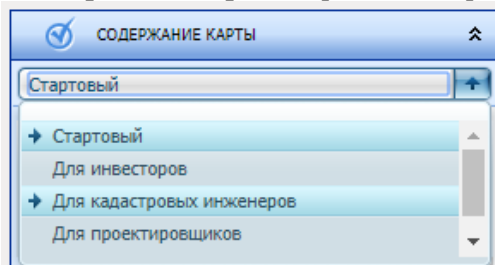 СОДЕРЖАНИЕ КАРТЫ
Стартовый
Стартовый
Для инвесторов
Для кадастровых инженеров
Для проектировщиков